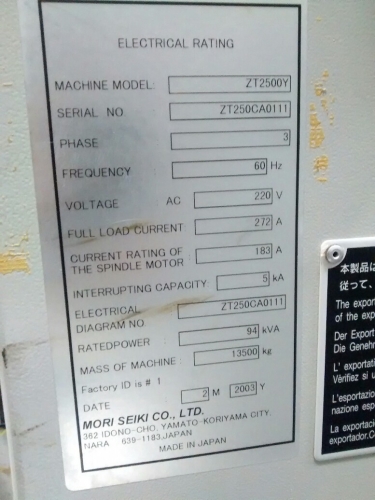 ELECTRICAL RATING
MACHINE MODEL: ZT2500Y
SERIAL NO ZT250CA0111
PHASE 3
FREQUENCY 60 Hz
VOLTAGE AC 220 V
FULL LOAD CURRENT 272 A
CURRENT RATING OF
THE SPINDLE MOTOR 183 A
INTERRUPTING CAPACITY 5 kA
ELECTRICAL
DIAGRAM NO ZT250CA0111
RATEDPOWER 94 kVA
MASS OF MACHINE 13500 kg
Factory ID is # 1
DATE 2 M 2003 Y
MORI SEIKI CO., LTD.
362 IDONO-CHO, YAMATO-KORIYAMA CITY,
NARA 639-1183,JAPAN
MADE IN JAPAN
本製品は
従って、
The export
of the exp
Der Export
Die Genehm
L' exportati
Vérifiez si u
L'esportazio
nazione esp
La exportació
exportador.C